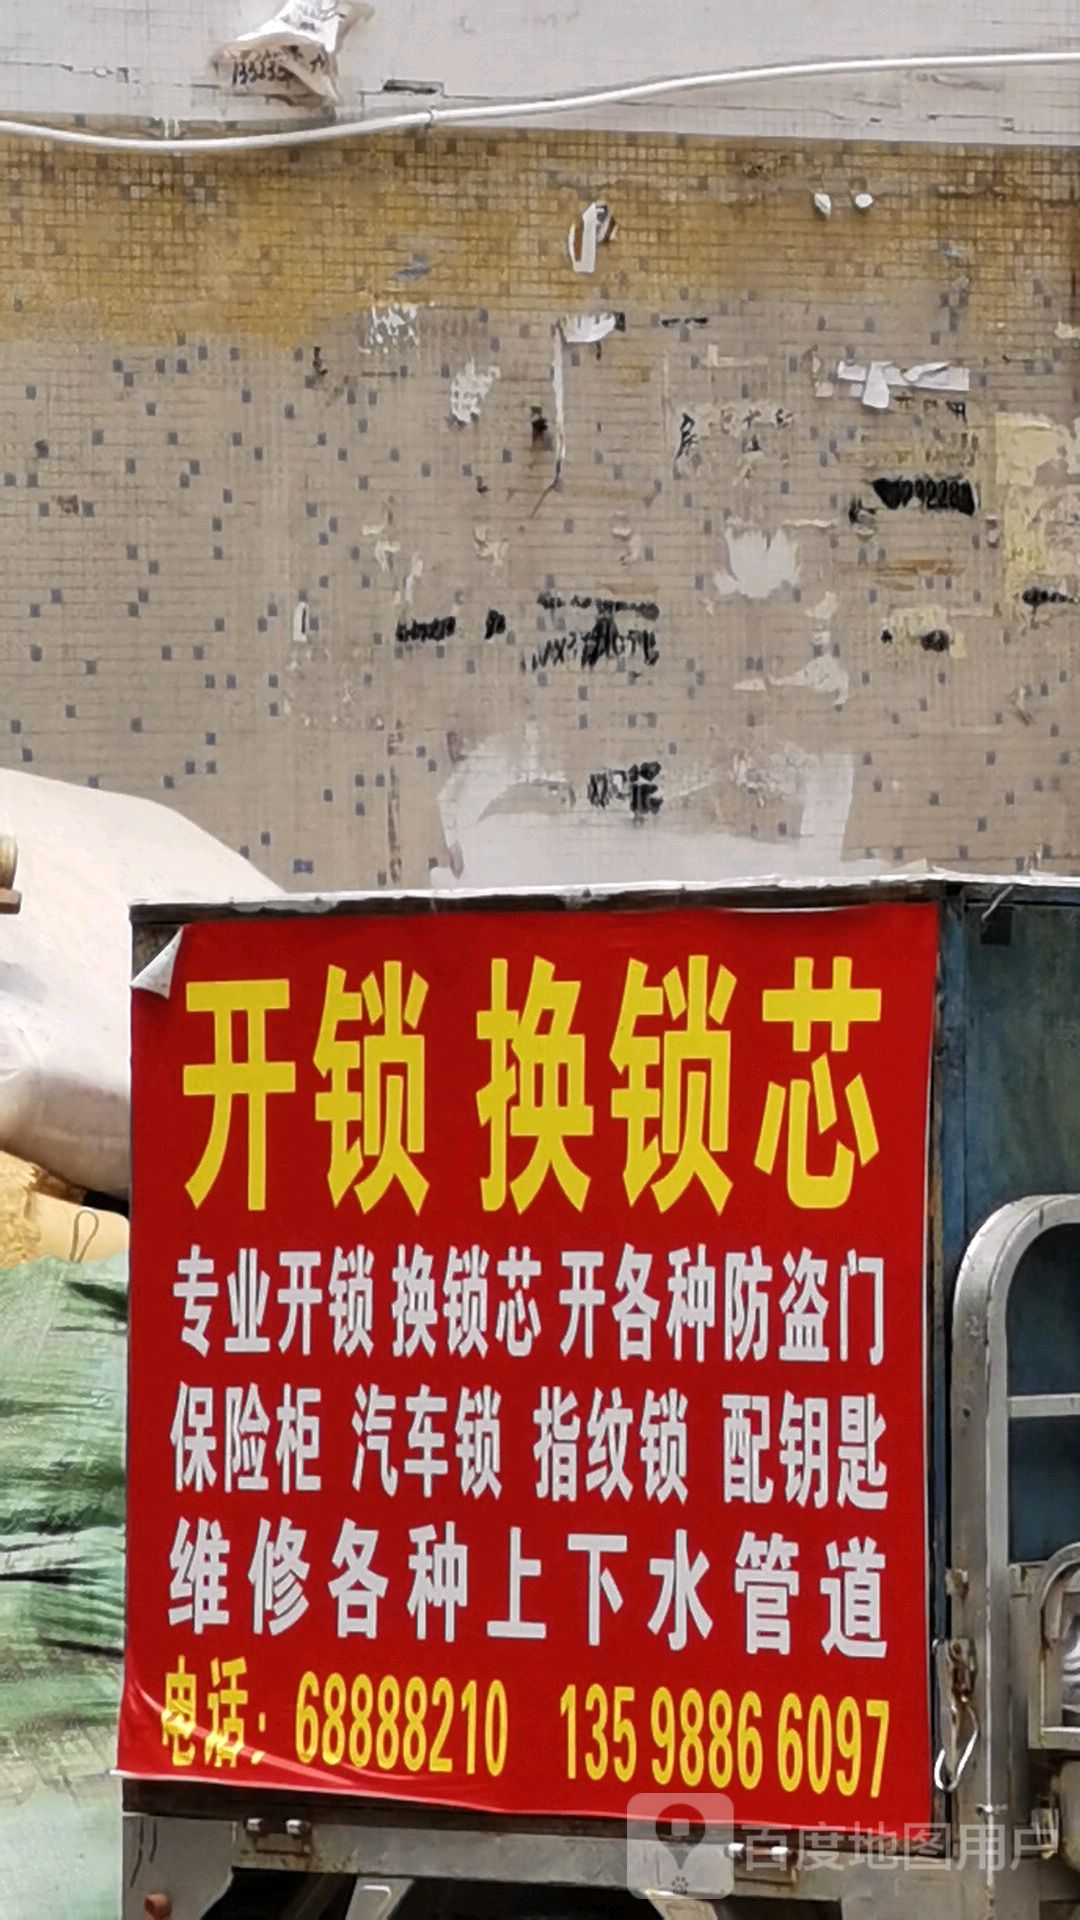 开锁 换锁芯
专业开锁 换锁芯 开各种防盗门
保险柜 汽车锁 指纹锁 配钥匙
维修各种上下水管道
电话：68888210 135 9886 6097
百度地图用户